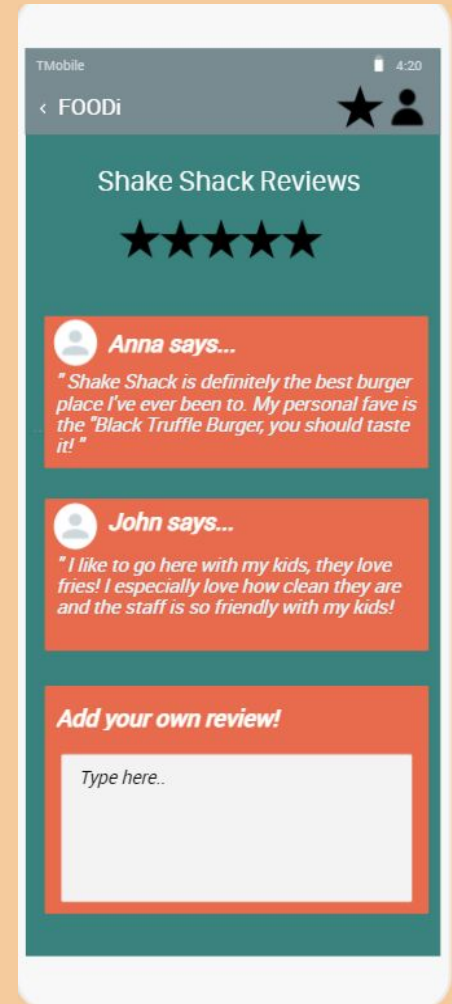 TMobile 4:20
‹ FOODi
Shake Shack Reviews
Anna says...
" Shake Shack is definitely the best burger
place I've ever been to. My personal fave is
the "Black Truffle Burger, you should taste
it! "
John says...
" I like to go here with my kids, they love
fries! I especially love how clean they are
and the staff is so friendly with my kids!
Add your own review!
Type here..